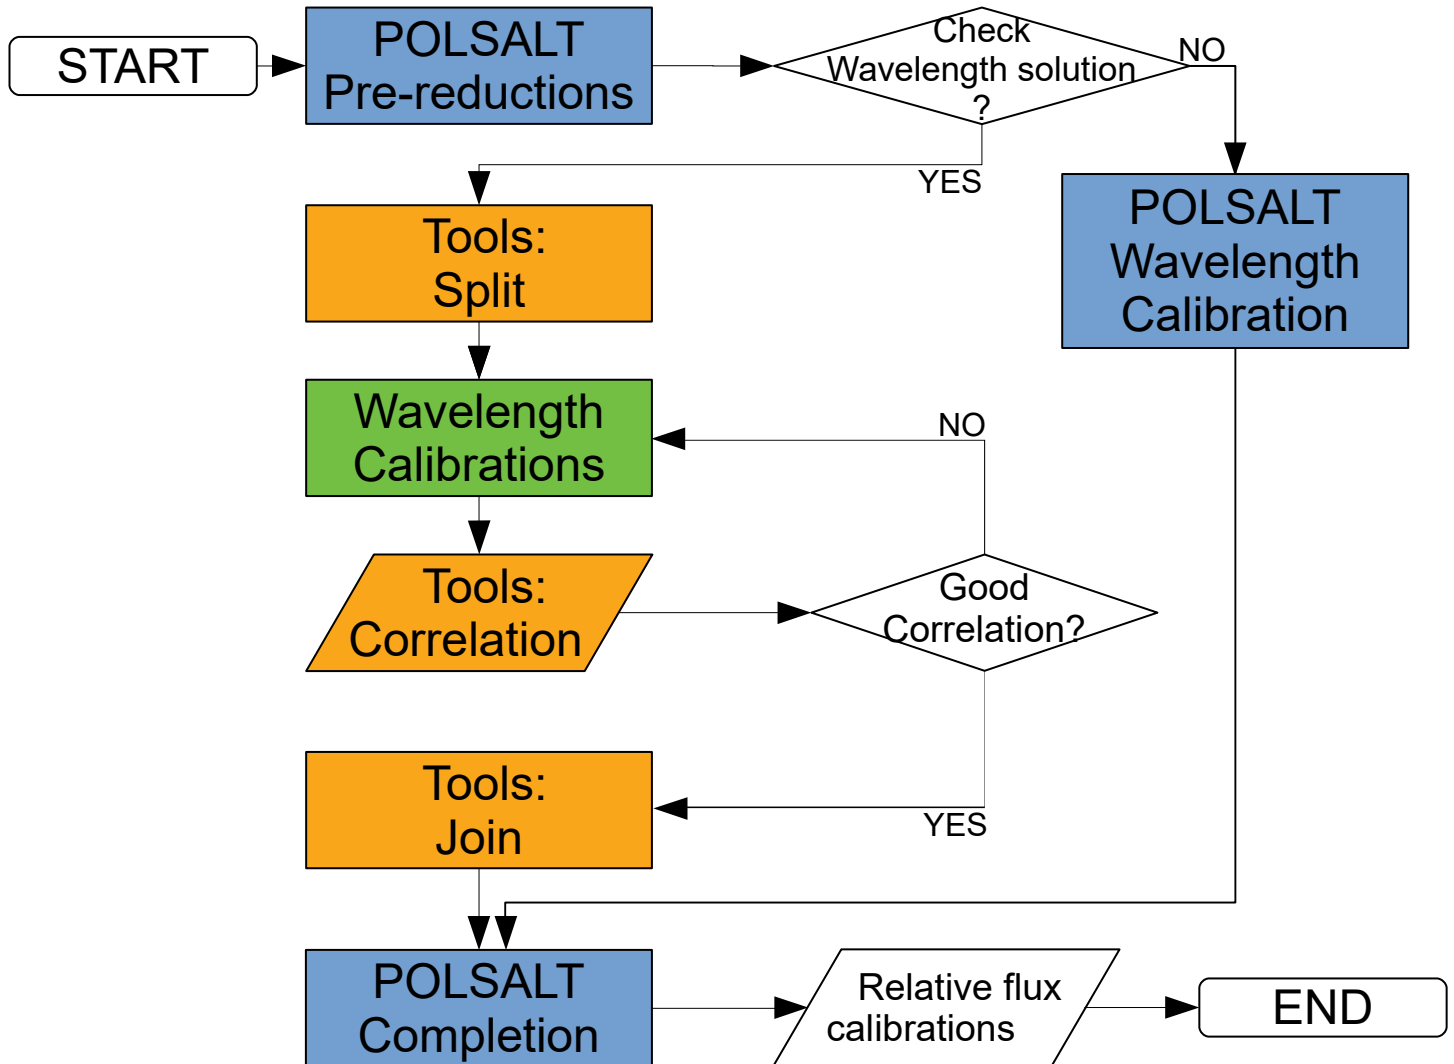 START
POLSALT
Pre-reductions
Check
Wavelength solution
?
NO
YES
Tools:
Split
POLSALT
Wavelength
Calibration
Wavelength
Calibrations
NO
Tools:
Correlation
Good
Correlation?
Tools:
Join
YES
POLSALT
Completion
Relative flux
calibrations
END